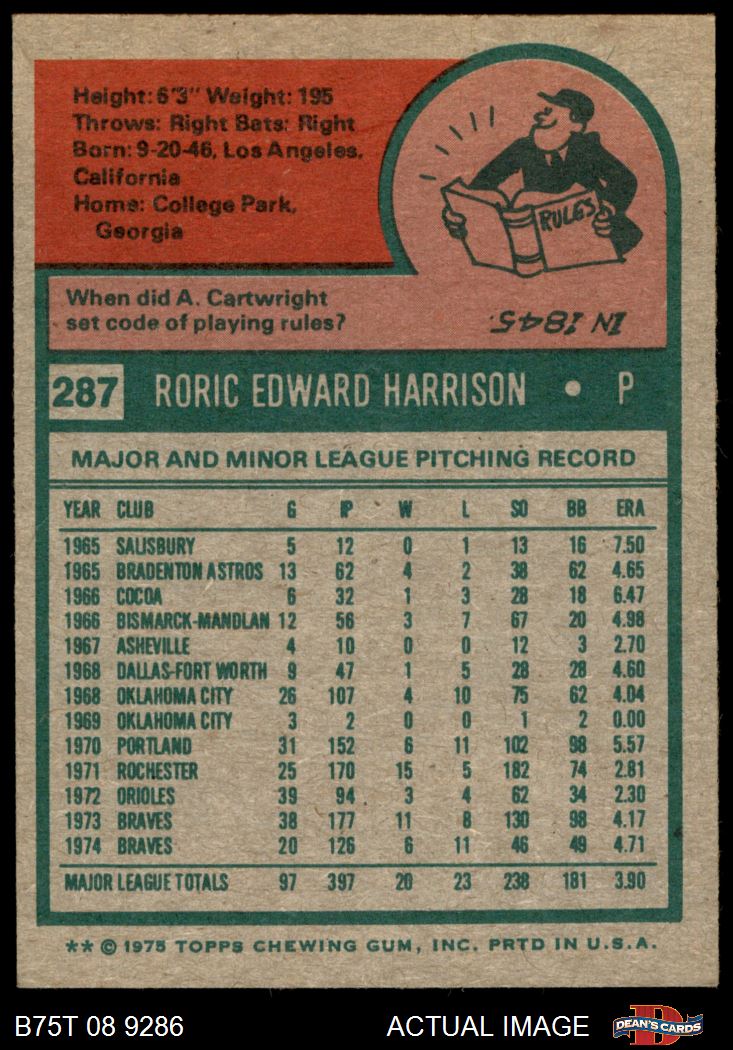 Height: 6'3" Weight: 195
Throws: Right Bats: Right
Born: 9-20-46, Los Angeles,
California
Home: College Park,
Georgia
RULES
When did A. Cartwright
set code of playing rules?
IN 1845.
287 RORIC EDWARD HARRISON • P
MAJOR AND MINOR LEAGUE PITCHING RECORD
YEAR CLUB G IP W L SO BB ERA
1965 SALISBURY 5 12 0 1 13 16 7.50
1965 BRADENTON ASTROS 13 62 4 2 38 62 4.65
1966 COCOA 6 32 1 3 28 18 6.47
1966 BISMARCK-MANDLAN 12 56 3 7 67 20 4.98
1967 ASHEVILLE 4 10 0 0 12 3 2.70
1968 DALLAS-FORT WORTH 9 47 1 5 28 28 4.60
1968 OKLAHOMA CITY 26 107 4 10 75 62 4.04
1969 OKLAHOMA CITY 3 2 0 0 1 2 0.00
1970 PORTLAND 31 152 6 11 102 98 5.57
1971 ROCHESTER 25 170 15 5 182 74 2.81
1972 ORIOLES 39 94 3 4 62 34 2.30
1973 BRAVES 38 177 11 8 130 98 4.17
1974 BRAVES 20 126 6 11 46 49 4.71
MAJOR LEAGUE TOTALS 97 397 20 23 238 181 3.90
** © 1975 TOPPS CHEWING GUM, INC. PRTD IN U.S.A.
B75T 08 9286 ACTUAL IMAGE DEAN'S CARDS